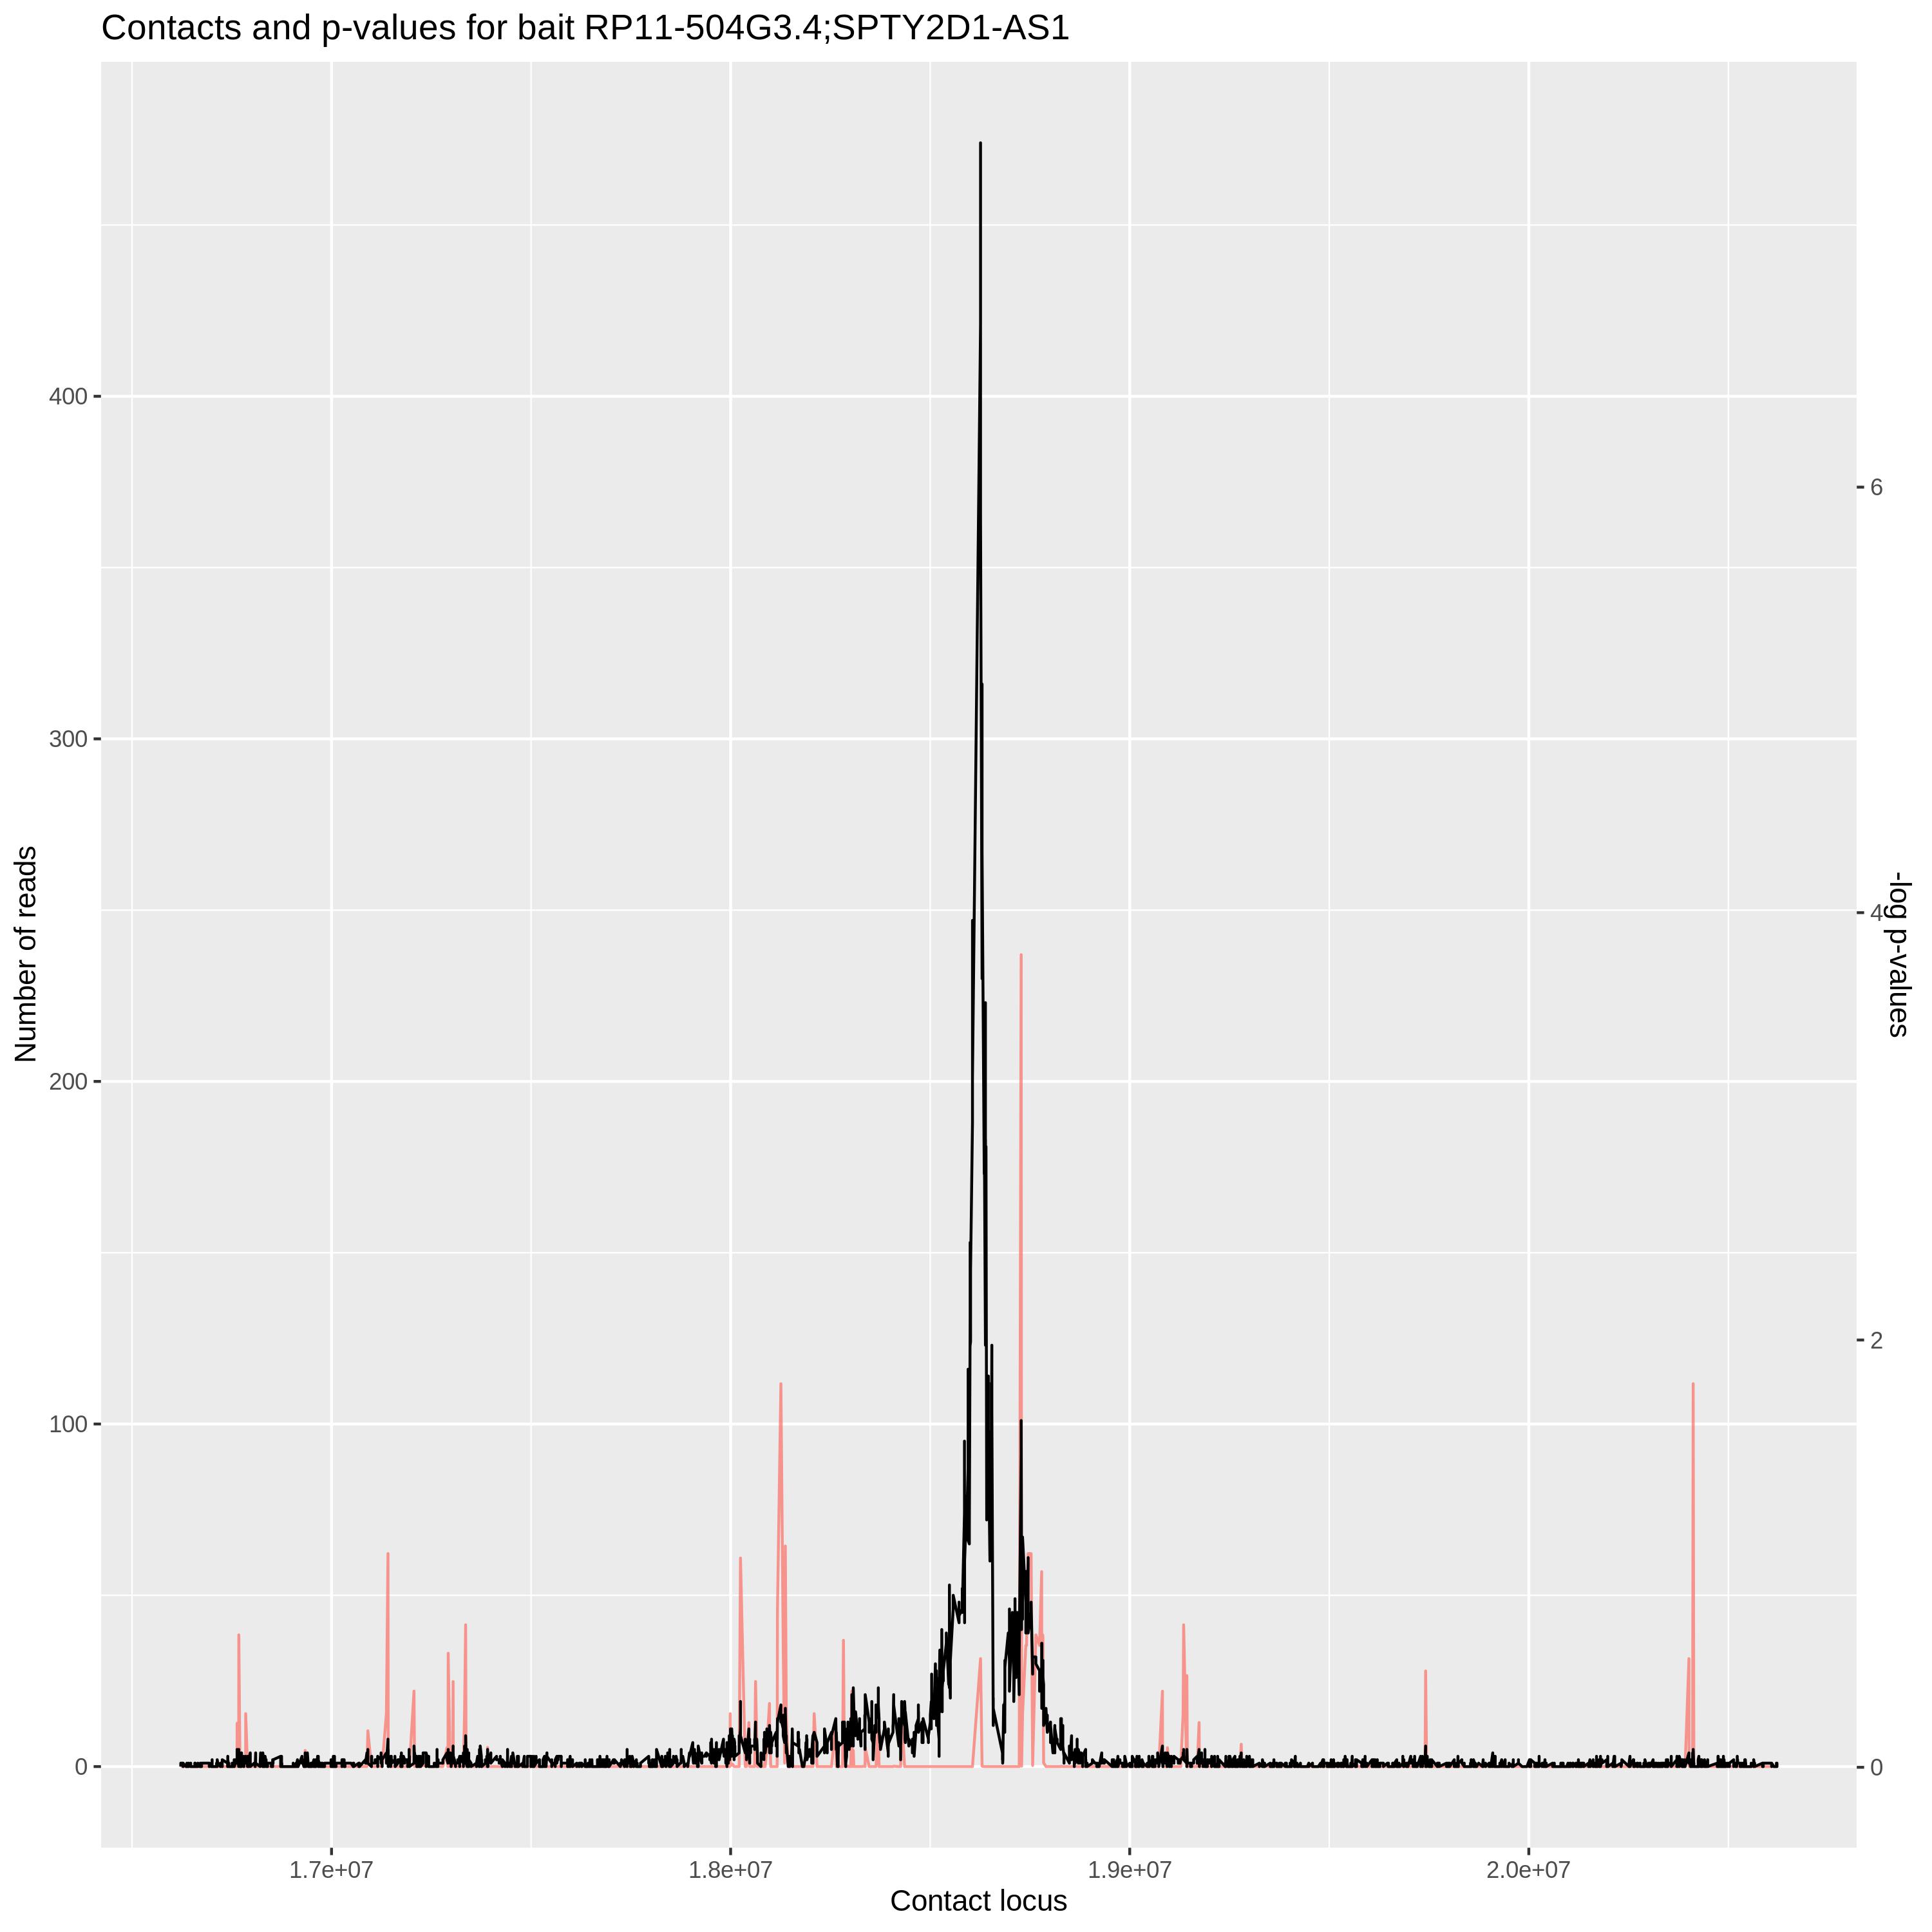 Contacts and p-values for bait RP11-504G3.4;SPTY2D1-AS1
400
300
200
100
0
Number of reads
6
4
2
0
-log p-values
1.7e+07 1.8e+07 1.9e+07 2.0e+07
Contact locus